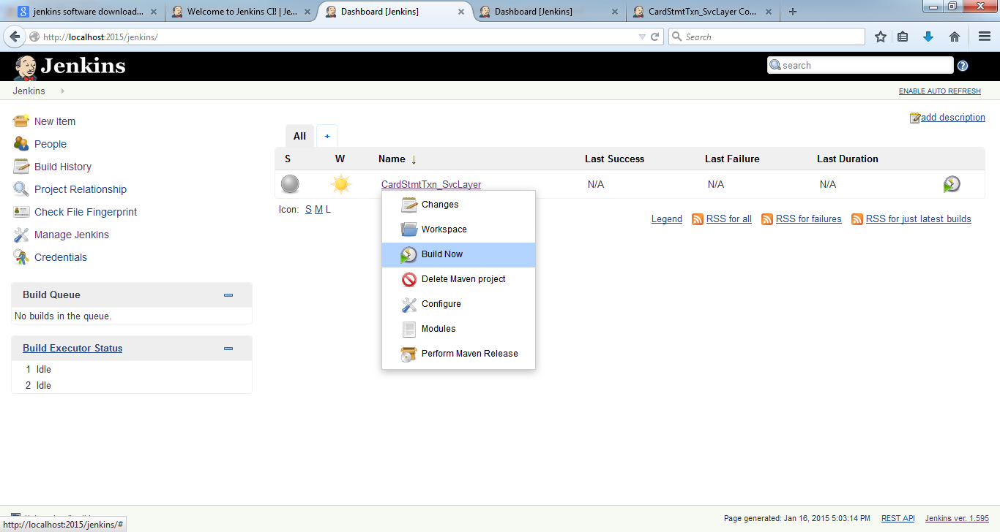 jenkins software download...
Welcome to Jenkins CI! | Je...
Dashboard [Jenkins]
Dashboard [Jenkins]
CardStmtTxn_SvcLayer Co...
http://localhost:2015/jenkins/
Search
Jenkins
search
Jenkins
ENABLE AUTO REFRESH
New Item
People
Build History
Project Relationship
Check File Fingerprint
Manage Jenkins
Credentials
Build Queue
No builds in the queue.
Build Executor Status
1 Idle
2 Idle
add description
All +
S W Name ↓ Last Success Last Failure Last Duration
CardStmtTxn_SvcLayer N/A N/A N/A
Icon: S M L
Legend RSS for all RSS for failures RSS for just latest builds
Changes
Workspace
Build Now
Delete Maven project
Configure
Modules
Perform Maven Release
http://localhost:2015/jenkins/#
Page generated: Jan 16, 2015 5:03:14 PM REST API Jenkins ver. 1.595